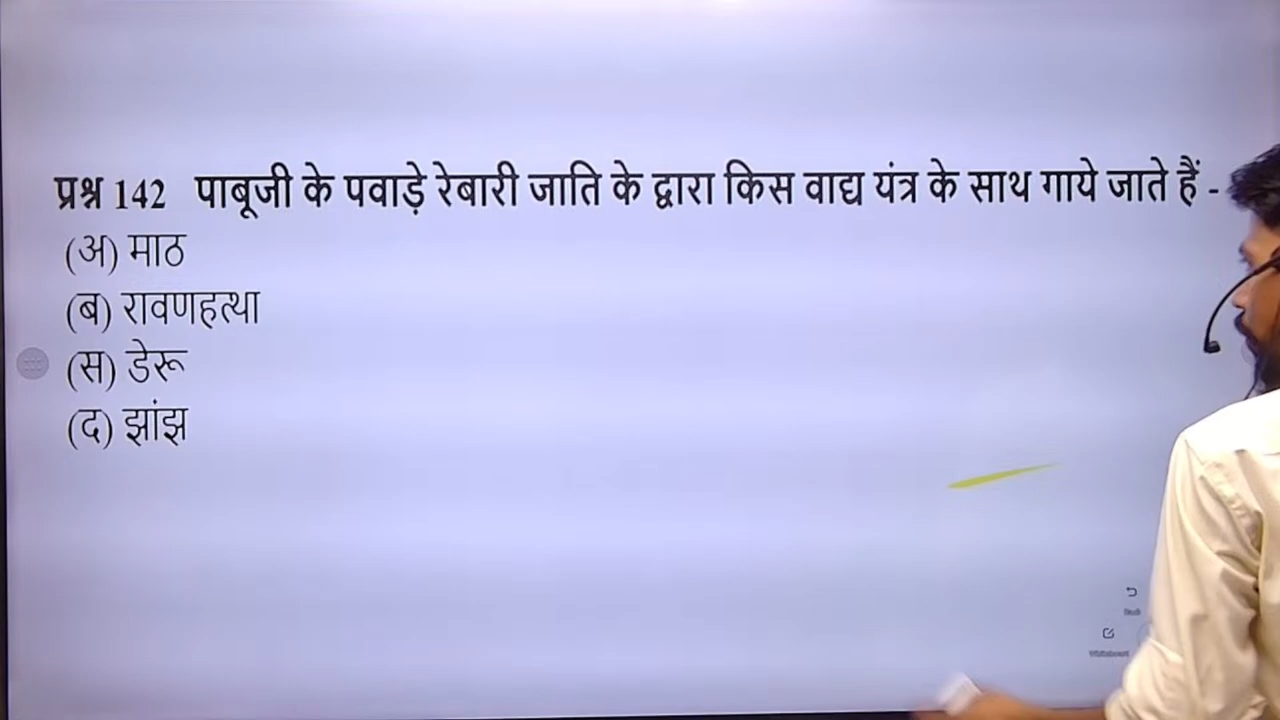 प्रश्न 142 पाबूजी के पवाड़े रेबारी जाति के द्वारा किस वाद्य यंत्र के साथ गाये जाते हैं -
(अ) माठ
(ब) रावणहत्था
(स) डेरू
(द) झांझ